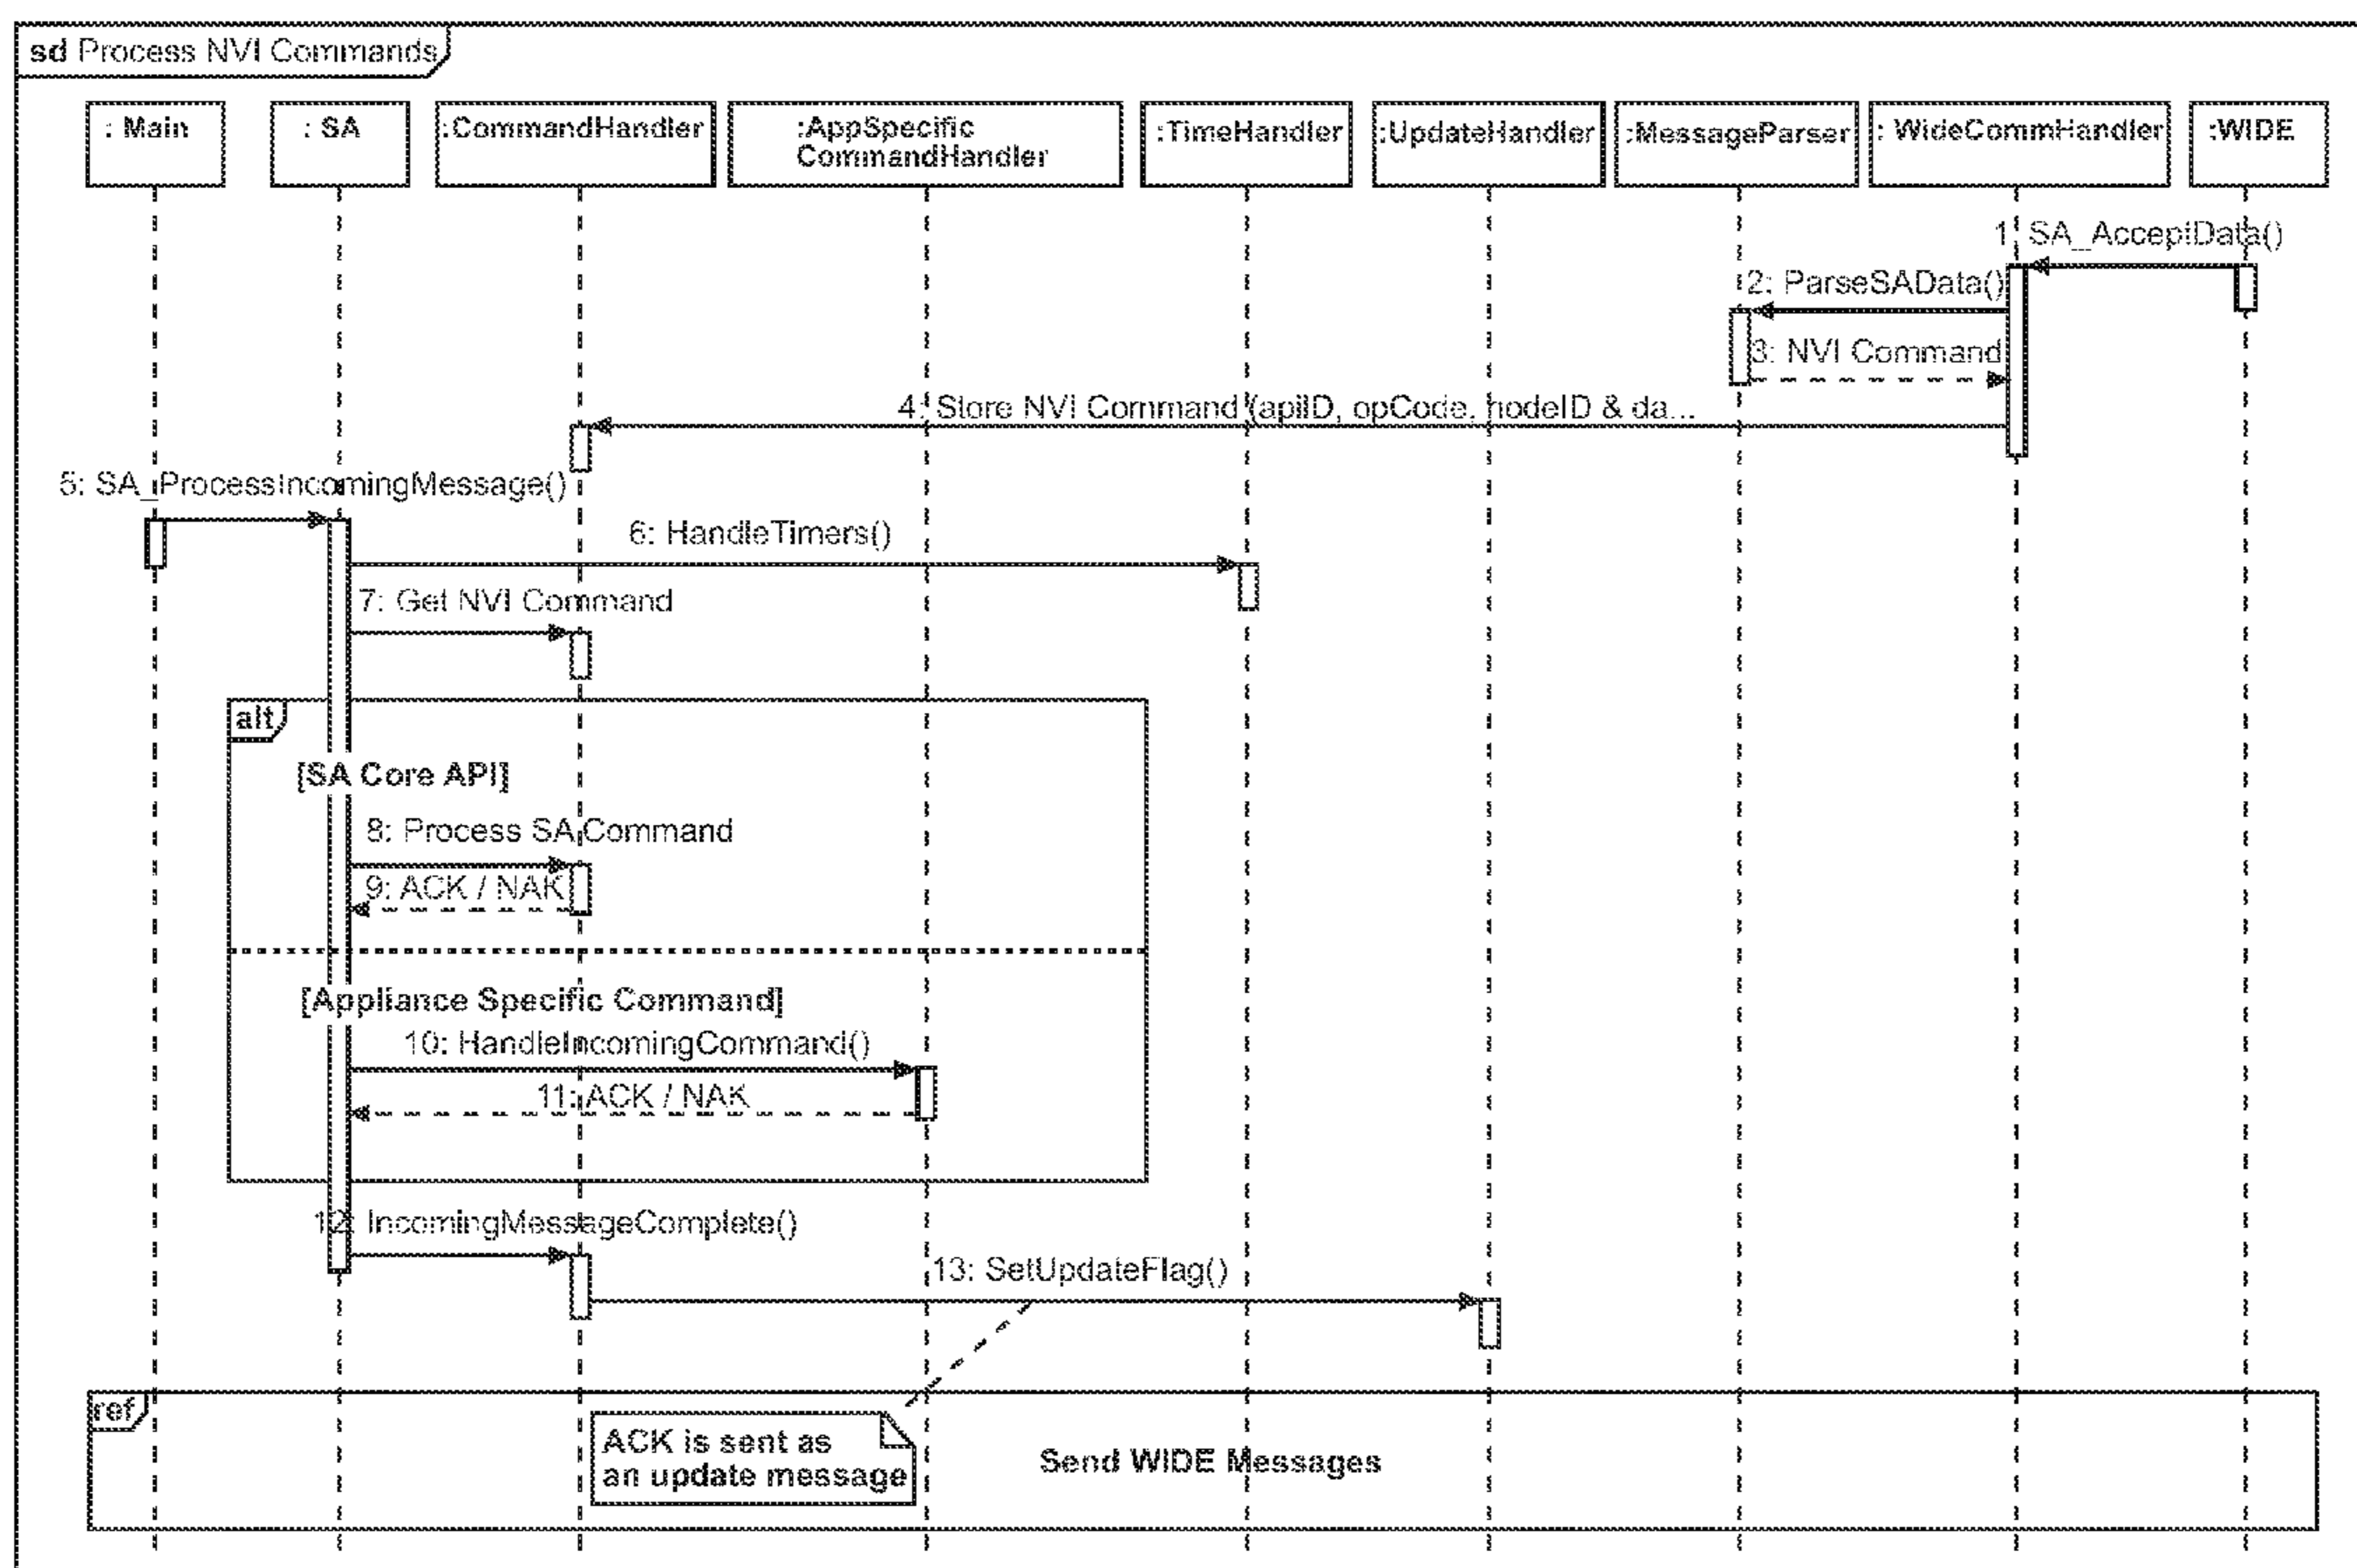 sd Process NVI Commands
: Main
: SA
:CommandHandler
:AppSpecific
CommandHandler
:TimeHandler
:UpdateHandler
:MessageParser
: WideCommHandler
:WIDE
1: SA_AcceptData()
2: ParseSAData()
3: NVI Command
4: Store NVI Command (apiID, opCode, nodeID & da...
5: SA_ProcessIncomingMessage()
6: HandleTimers()
7: Get NVI Command
alt
[SA Core API]
8: Process SA Command
9: ACK / NAK
[Appliance Specific Command]
10: HandleIncomingCommand()
11: ACK / NAK
12: IncomingMessageComplete()
13: SetUpdateFlag()
ref
ACK is sent as
an update message
Send WIDE Messages